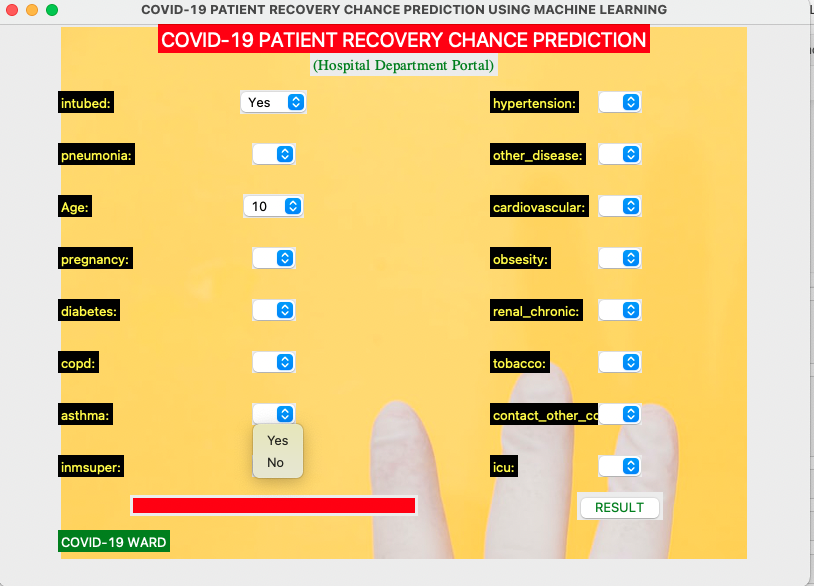 COVID-19 PATIENT RECOVERY CHANCE PREDICTION USING MACHINE LEARNING
COVID-19 PATIENT RECOVERY CHANCE PREDICTION
(Hospital Department Portal)
intubed: Yes
pneumonia:
Age: 10
pregnancy:
diabetes:
copd:
asthma:
Yes
No
inmsuper:
hypertension:
other_disease:
cardiovascular:
obsesity:
renal_chronic:
tobacco:
contact_other_co
icu:
RESULT
COVID-19 WARD